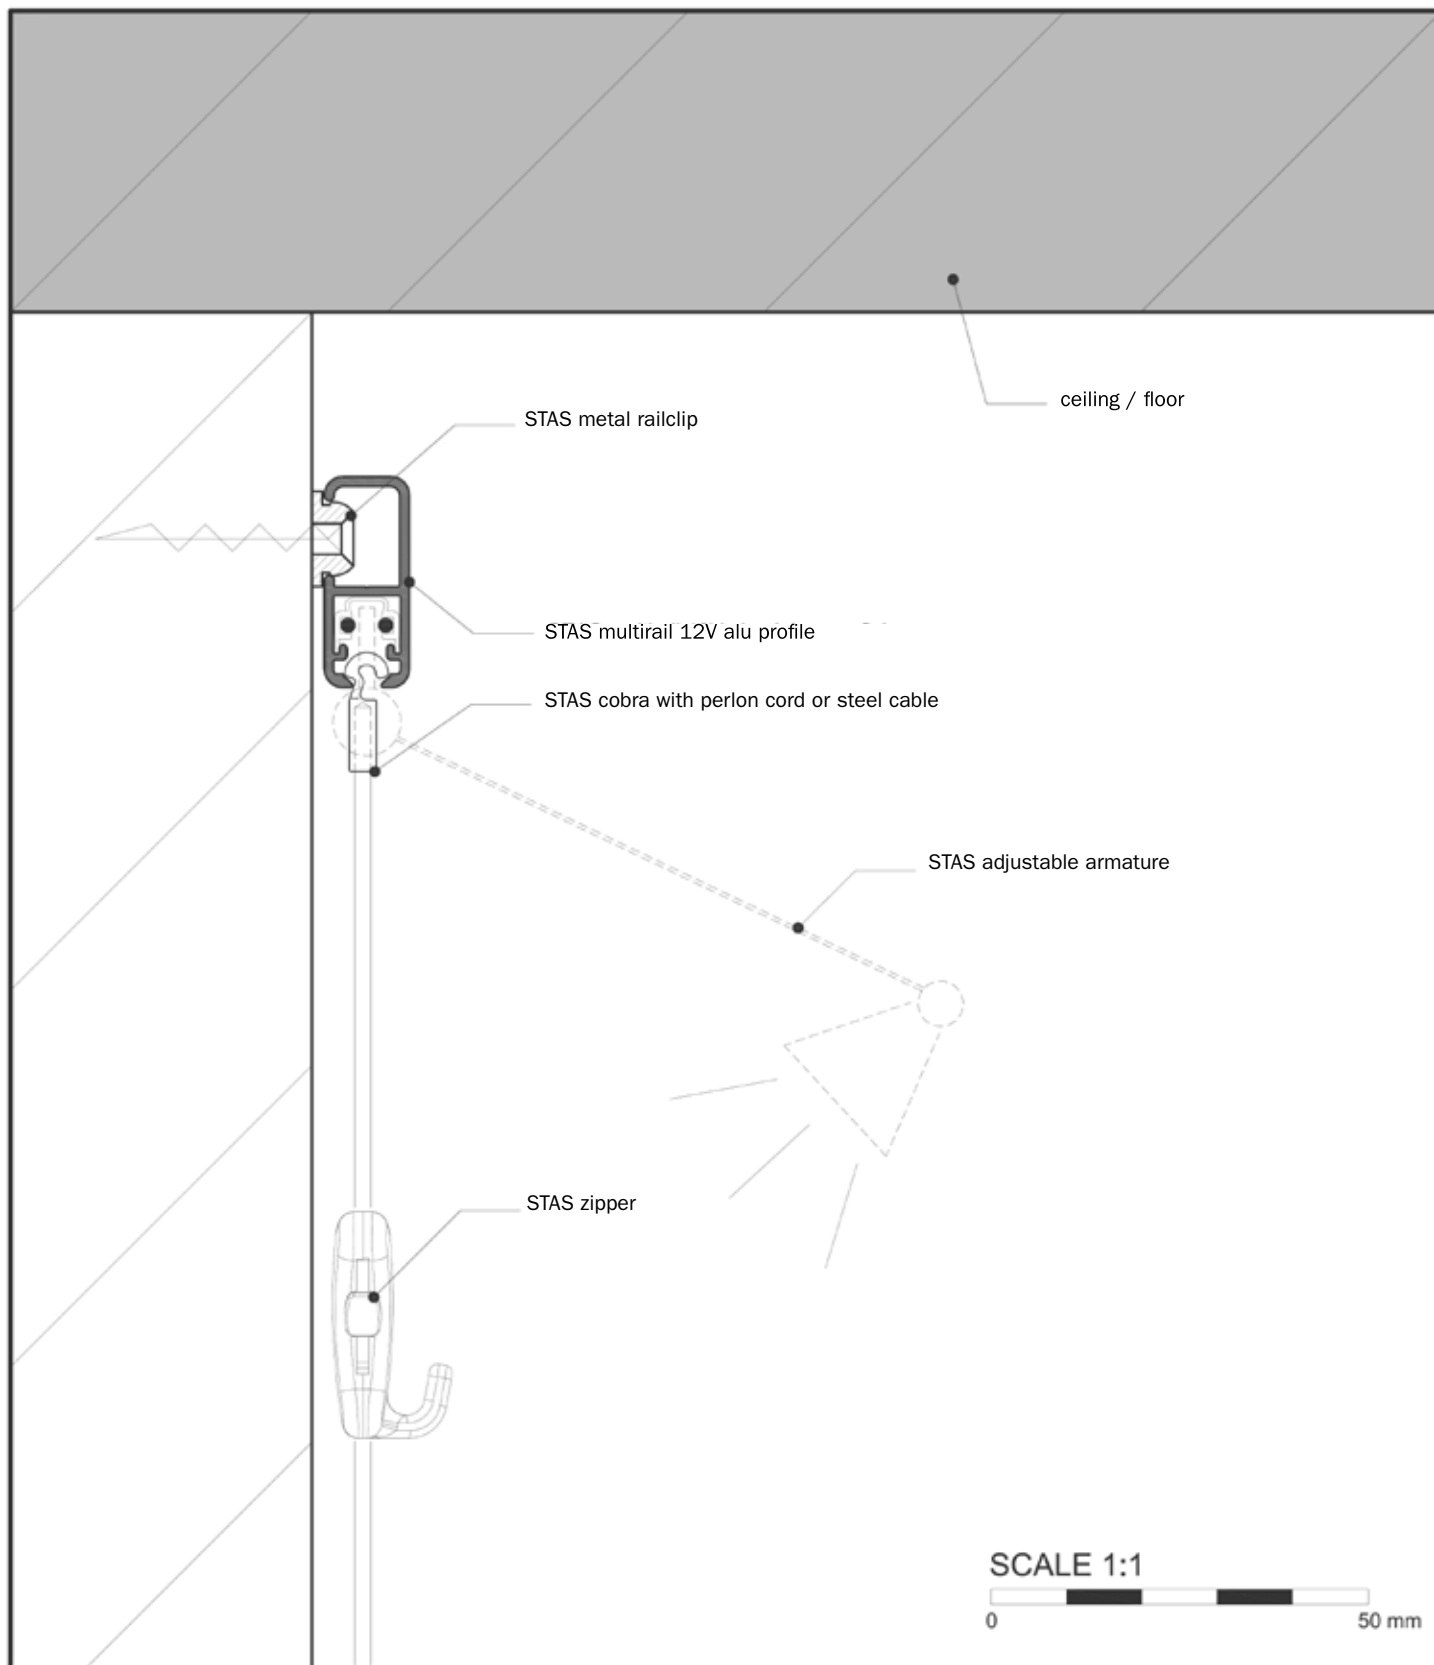 ceiling / floor
STAS metal railclip
STAS multirail 12V alu profile
STAS cobra with perlon cord or steel cable
STAS adjustable armature
STAS zipper
SCALE 1:1
0 50 mm